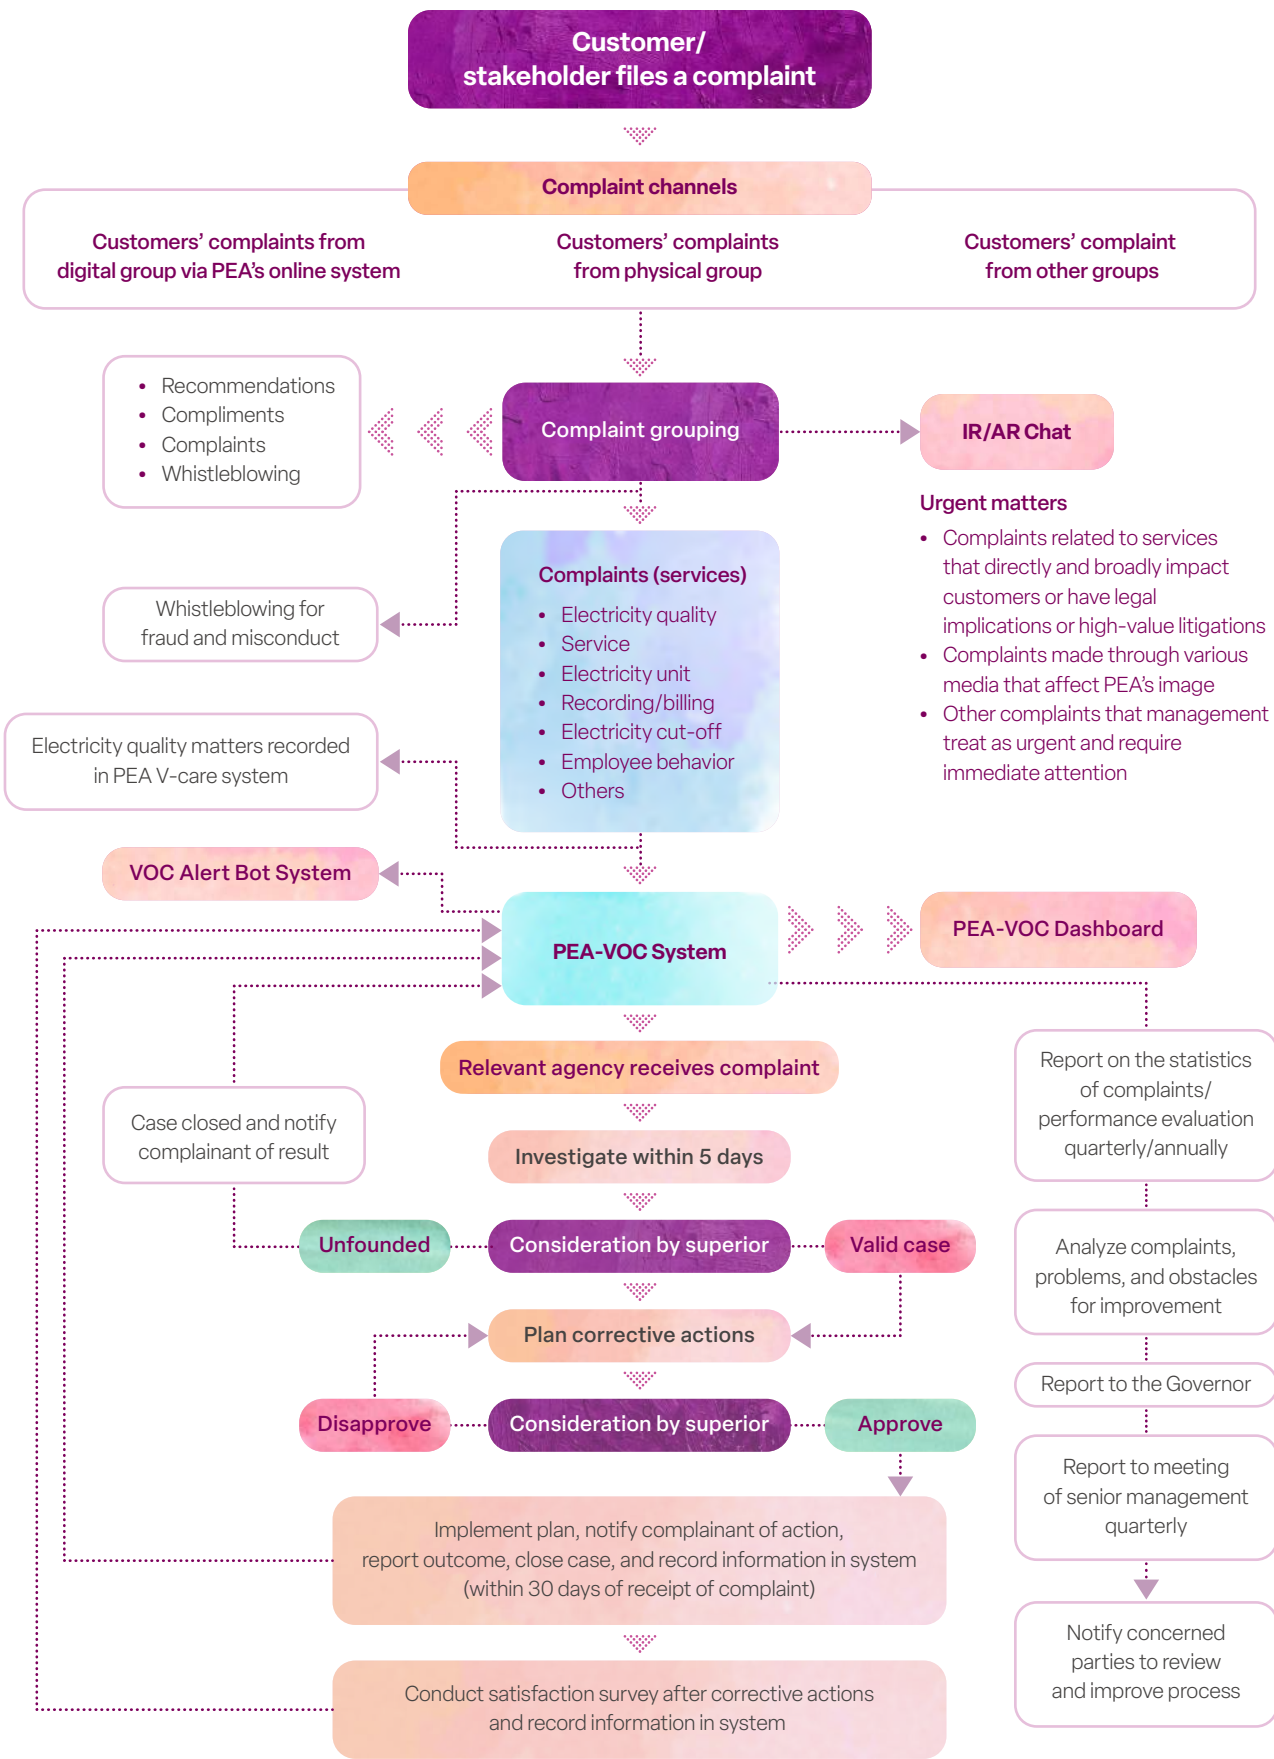 Customer/
stakeholder files a complaint
Complaint channels
Customers’ complaints from
digital group via PEA’s online system
Customers’ complaints
from physical group
Customers’ complaint
from other groups
• Recommendations
• Compliments
• Complaints
• Whistleblowing
Complaint grouping
IR/AR Chat
Urgent matters
• Complaints related to services
that directly and broadly impact
customers or have legal
implications or high-value litigations
• Complaints made through various
media that affect PEA’s image
• Other complaints that management
treat as urgent and require
immediate attention
Complaints (services)
• Electricity quality
• Service
• Electricity unit
• Recording/billing
• Electricity cut-off
• Employee behavior
• Others
Whistleblowing for
fraud and misconduct
Electricity quality matters recorded
in PEA V-care system
VOC Alert Bot System
PEA-VOC System
PEA-VOC Dashboard
Relevant agency receives complaint
Case closed and notify
complainant of result
Investigate within 5 days
Unfounded
Consideration by superior
Valid case
Plan corrective actions
Disapprove
Consideration by superior
Approve
Implement plan, notify complainant of action,
report outcome, close case, and record information in system
(within 30 days of receipt of complaint)
Conduct satisfaction survey after corrective actions
and record information in system
Report on the statistics
of complaints/
performance evaluation
quarterly/annually
Analyze complaints,
problems, and obstacles
for improvement
Report to the Governor
Report to meeting
of senior management
quarterly
Notify concerned
parties to review
and improve process